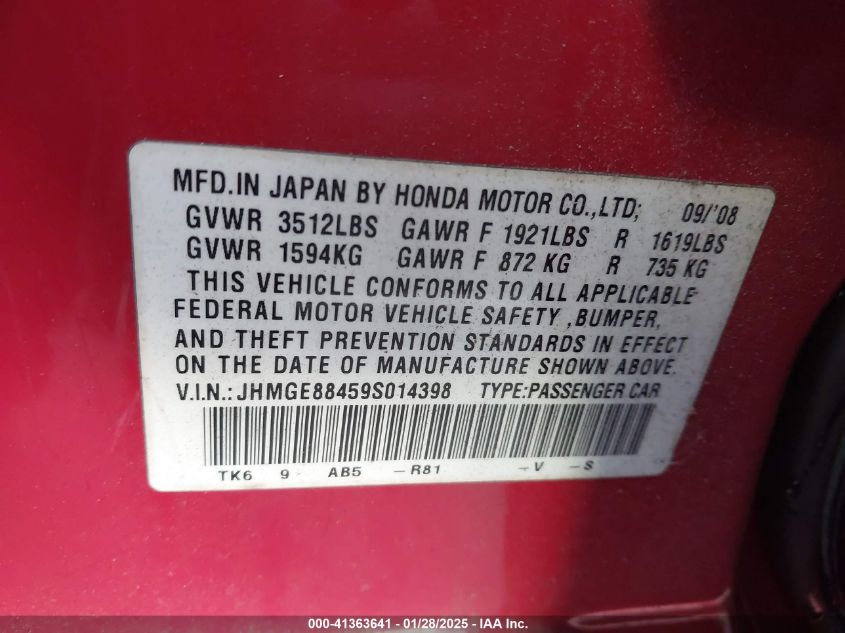 MFD.IN JAPAN BY HONDA MOTOR CO.,LTD; 09/'08
GVWR 3512LBS GAWR F 1921LBS R 1619LBS
GVWR 1594KG GAWR F 872 KG R 735 KG
THIS VEHICLE CONFORMS TO ALL APPLICABLE
FEDERAL MOTOR VEHICLE SAFETY ,BUMPER,
AND THEFT PREVENTION STANDARDS IN EFFECT
ON THE DATE OF MANUFACTURE SHOWN ABOVE.
V.I.N.: JHMGE88459S014398 TYPE:PASSENGER CAR
TK6 9 AB5 -R81 -V -S
000-41363641 / 01/28/2025 - IAA Inc.